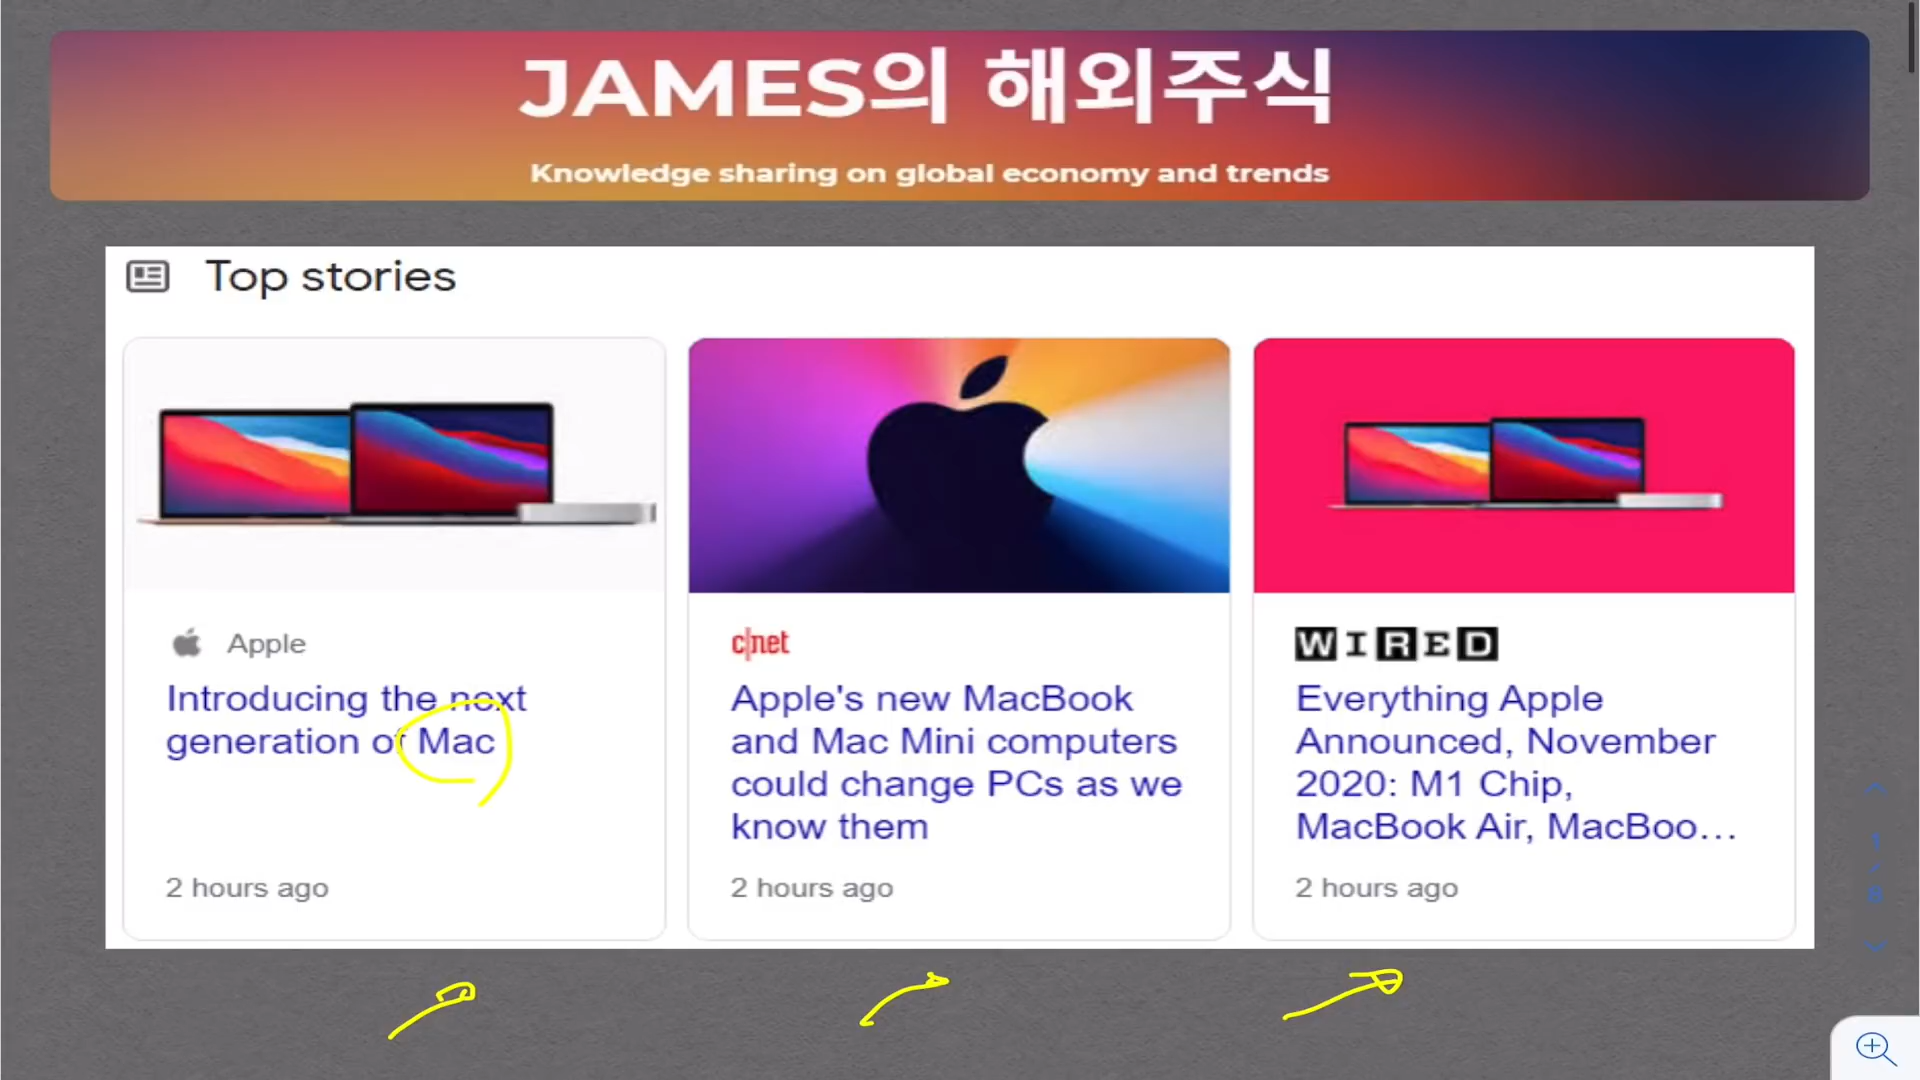 JAMES의 해외주식
Knowledge sharing on global economy and trends
Top stories
Apple
Introducing the next
generation of Mac
2 hours ago
c|net
Apple's new MacBook
and Mac Mini computers
could change PCs as we
know them
2 hours ago
WIRED
Everything Apple
Announced, November
2020: M1 Chip,
MacBook Air, MacBoo...
2 hours ago